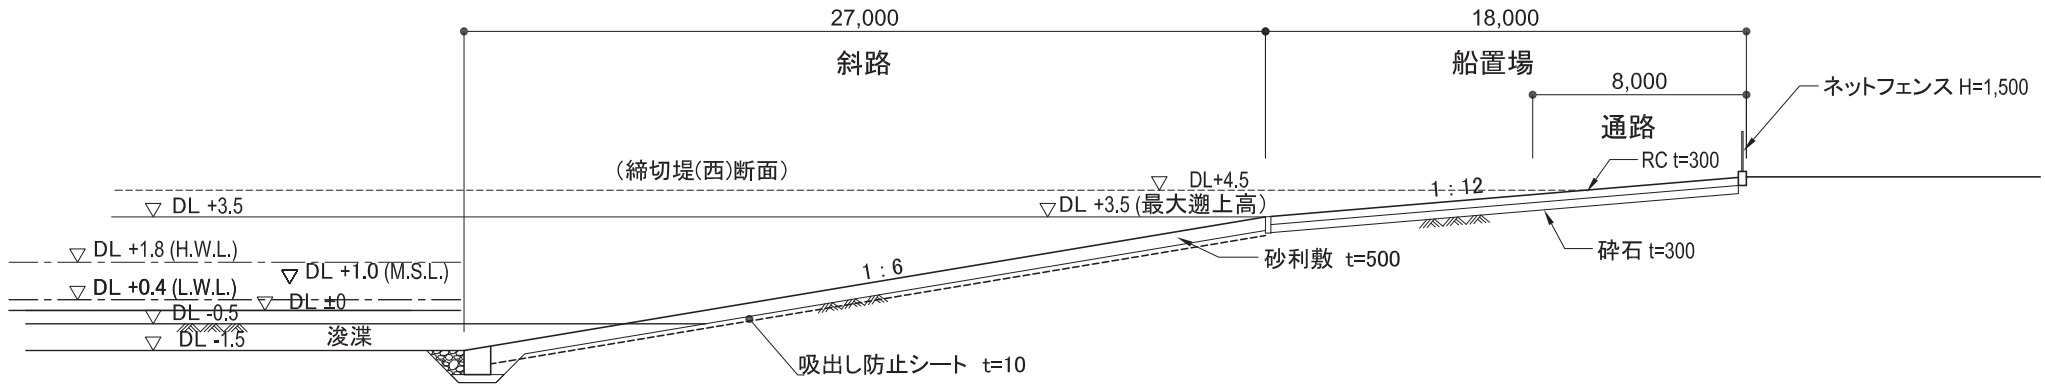 27,000
18,000
斜路
船置場
8,000
ネットフェンス H=1,500
通路
(締切堤(西)断面)
RC t=300
DL+4.5
1 : 12
DL +3.5
DL +3.5 (最大遡上高)
DL +1.8 (H.W.L.)
砂利敷 t=500
砕石 t=300
DL +1.0 (M.S.L.)
1 : 6
DL +0.4 (L.W.L.)
DL ±0
DL -0.5
DL -1.5
浚渫
吸出し防止シート t=10